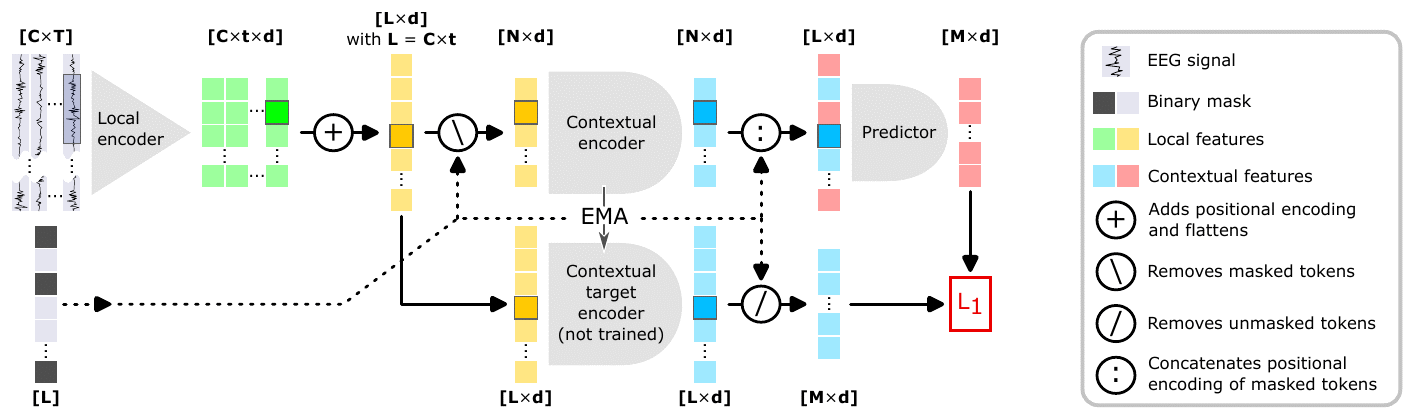 [C×T]
[C×t×d]
[L×d]
with L = C×t
[N×d]
[N×d]
[L×d]
[M×d]
Local
encoder
+
\
Contextual
encoder
:
Predictor
EMA
Contextual
target
encoder
(not trained)
/
L1
[L]
[L×d]
[L×d]
[M×d]
EEG signal
Binary mask
Local features
Contextual features
+
Adds positional encoding
and flattens
\
Removes masked tokens
/
Removes unmasked tokens
:
Concatenates positional
encoding of masked tokens